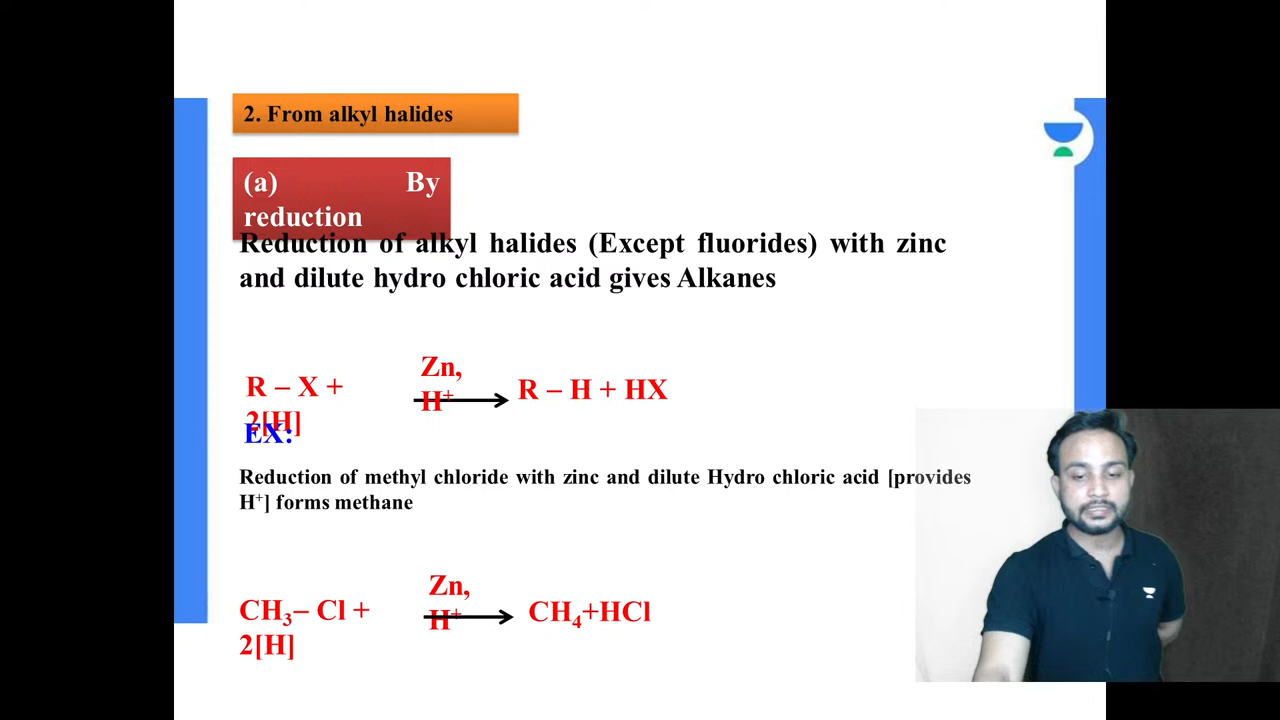 2. From alkyl halides
(a) By
reduction
Reduction of alkyl halides (Except fluorides) with zinc
and dilute hydro chloric acid gives Alkanes
R – X +
2[H]
Zn,
H⁺
R – H + HX
EX:
Reduction of methyl chloride with zinc and dilute Hydro chloric acid [provides
H⁺] forms methane
CH₃– Cl +
2[H]
Zn,
H⁺
CH₄+HCl